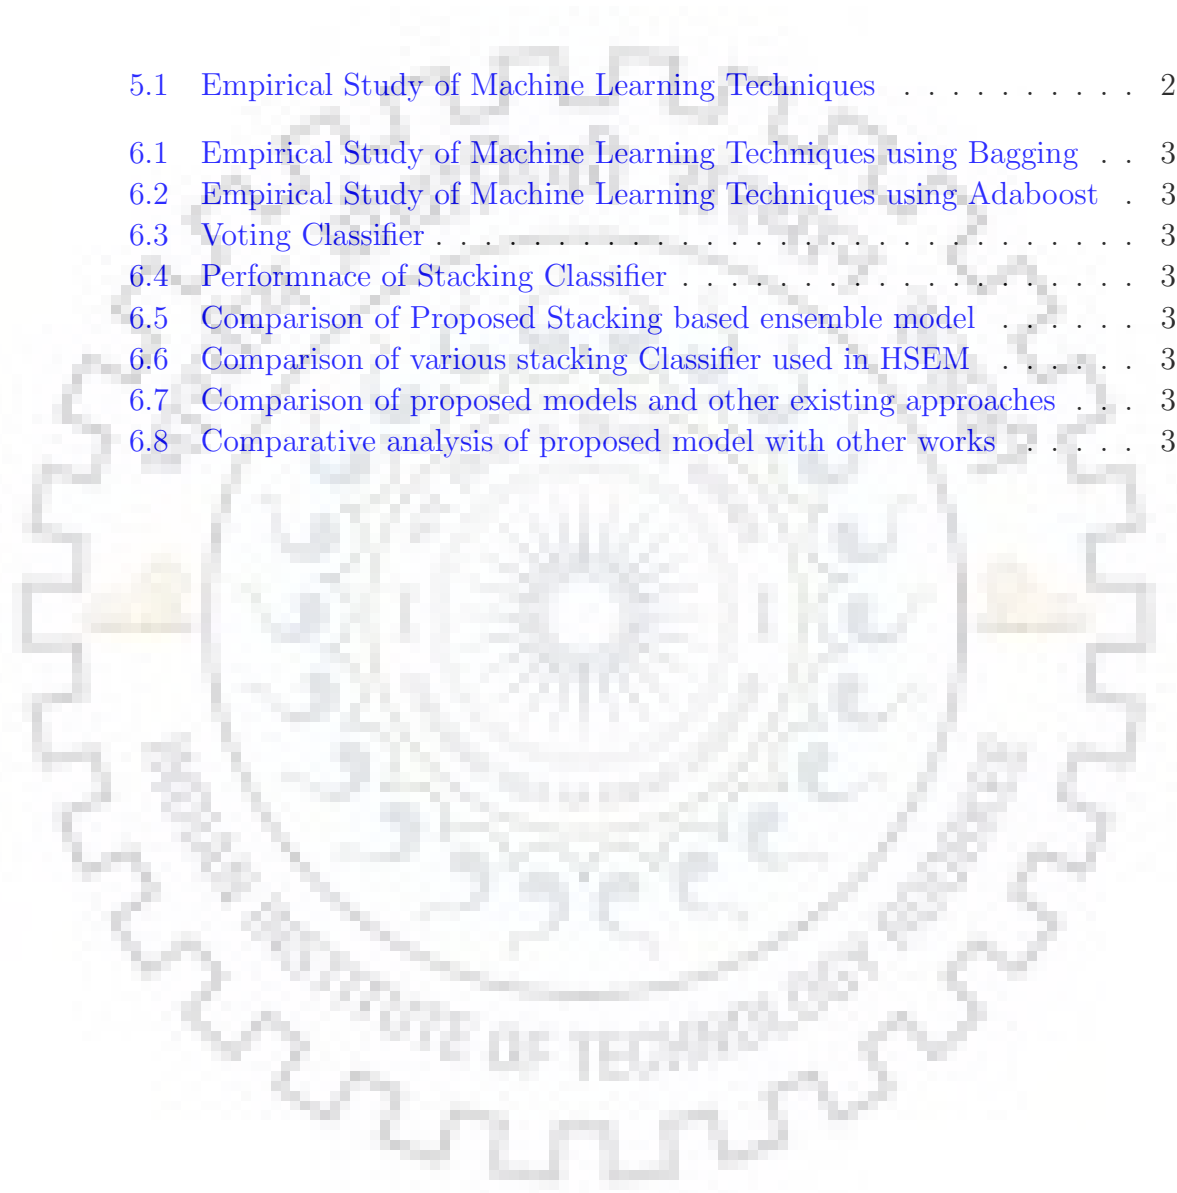 5.1 Empirical Study of Machine Learning Techniques . . . . . . . . . . 2
6.1 Empirical Study of Machine Learning Techniques using Bagging . . 3
6.2 Empirical Study of Machine Learning Techniques using Adaboost . 3
6.3 Voting Classifier . . . . . . . . . . . . . . . . . . . . . . . . . . . . . 3
6.4 Performnace of Stacking Classifier . . . . . . . . . . . . . . . . . . . 3
6.5 Comparison of Proposed Stacking based ensemble model . . . . . . 3
6.6 Comparison of various stacking Classifier used in HSEM . . . . . . 3
6.7 Comparison of proposed models and other existing approaches . . . 3
6.8 Comparative analysis of proposed model with other works . . . . . 3
OF TECHNOLOGY